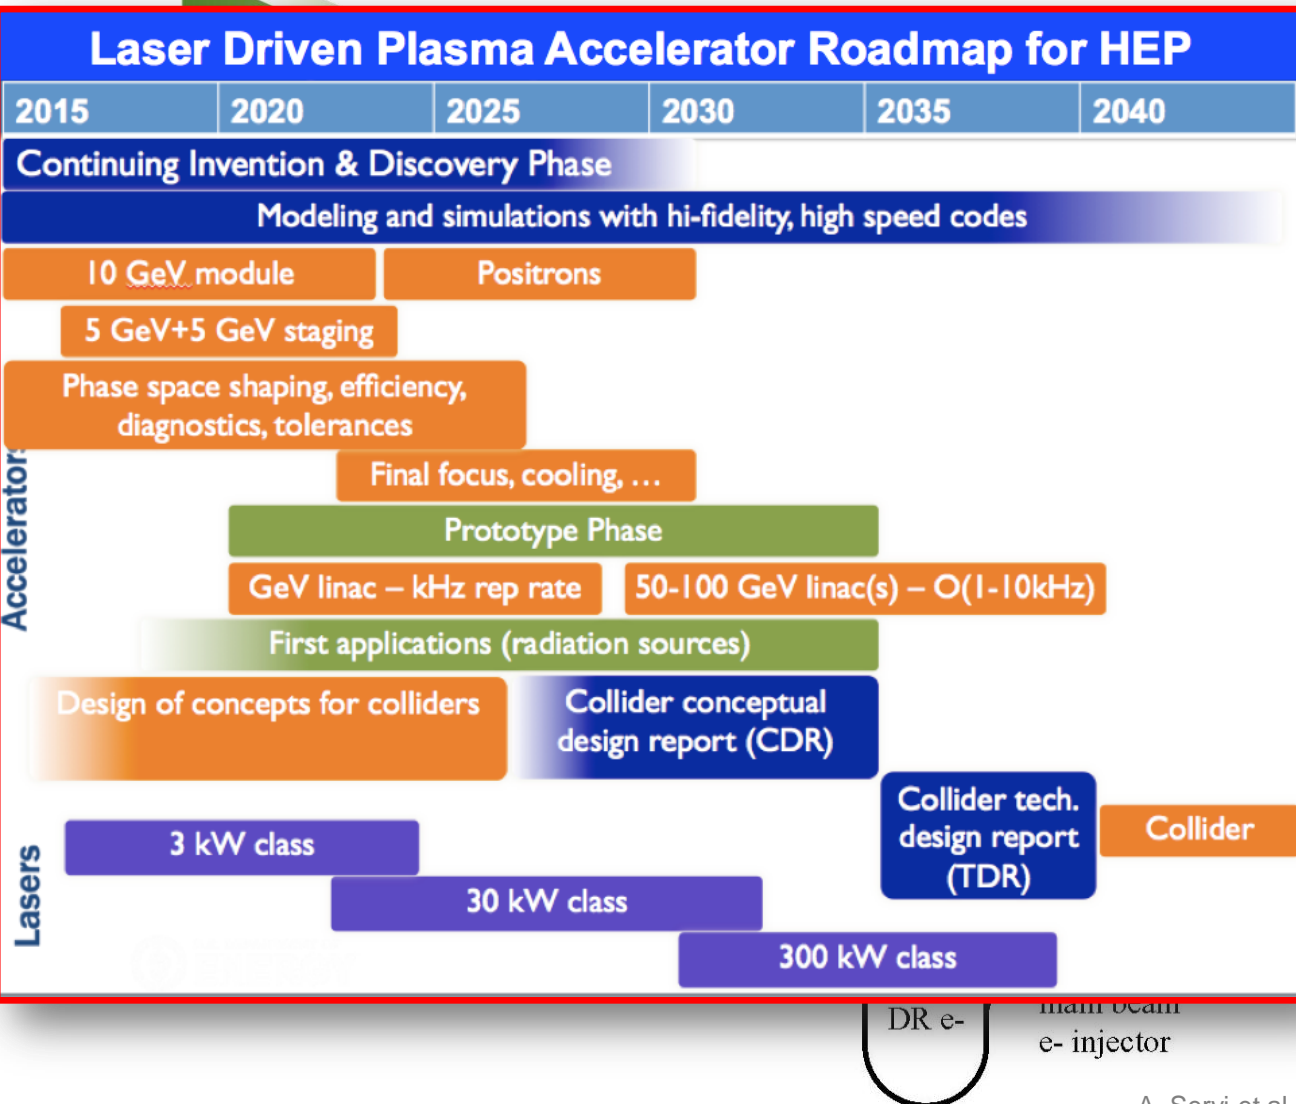 Laser Driven Plasma Accelerator Roadmap for HEP
2015 2020 2025 2030 2035 2040
Continuing Invention & Discovery Phase
Modeling and simulations with hi-fidelity, high speed codes
10 GeV module Positrons
5 GeV+5 GeV staging
Phase space shaping, efficiency,
diagnostics, tolerances
Accelerators
Final focus, cooling, …
Prototype Phase
GeV linac – kHz rep rate 50-100 GeV linac(s) – O(1-10kHz)
First applications (radiation sources)
Design of concepts for colliders
Collider conceptual
design report (CDR)
Collider tech.
design report
(TDR)
Collider
Lasers
3 kW class
30 kW class
300 kW class
DR e-
main beam
e- injector